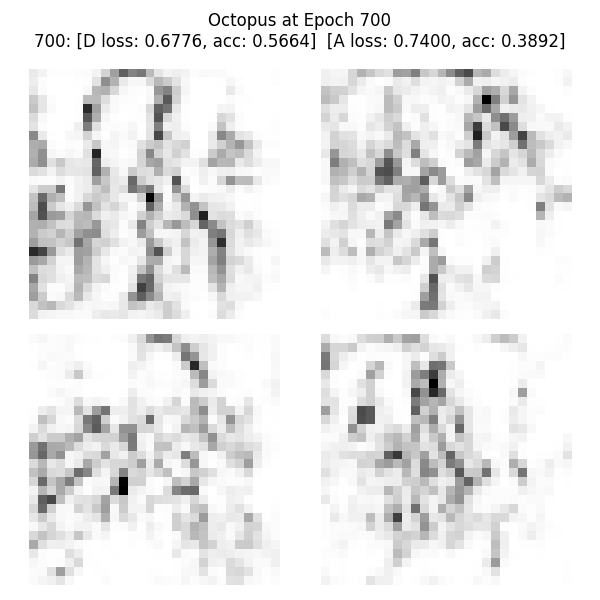 Octopus at Epoch 700
700: [D loss: 0.6776, acc: 0.5664] [A loss: 0.7400, acc: 0.3892]